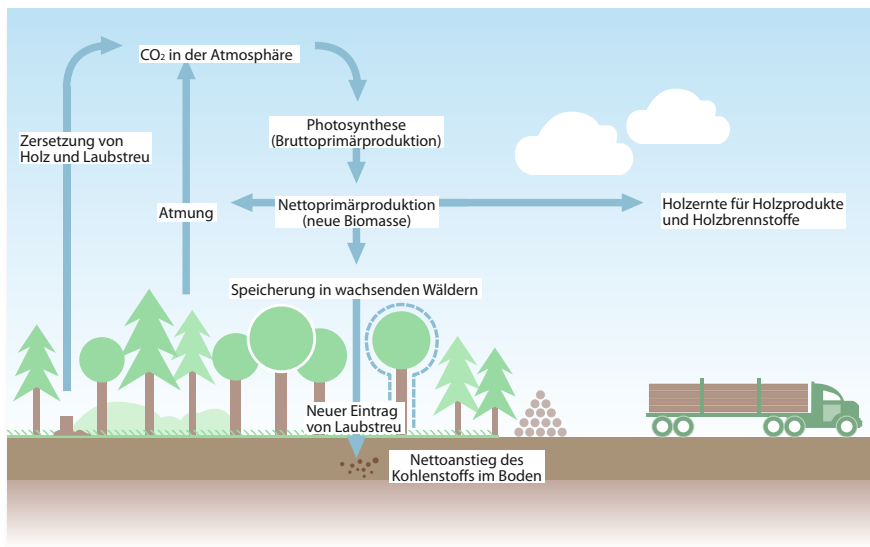 CO₂ in der Atmosphäre
Zersetzung von
Holz und Laubstreu
Photosynthese
(Bruttoprimärproduktion)
Atmung
Nettoprimärproduktion
(neue Biomasse)
Holzernte für Holzprodukte
und Holzbrennstoffe
Speicherung in wachsenden Wäldern
Neuer Eintrag
von Laubstreu
Nettoanstieg des
Kohlenstoffs im Boden